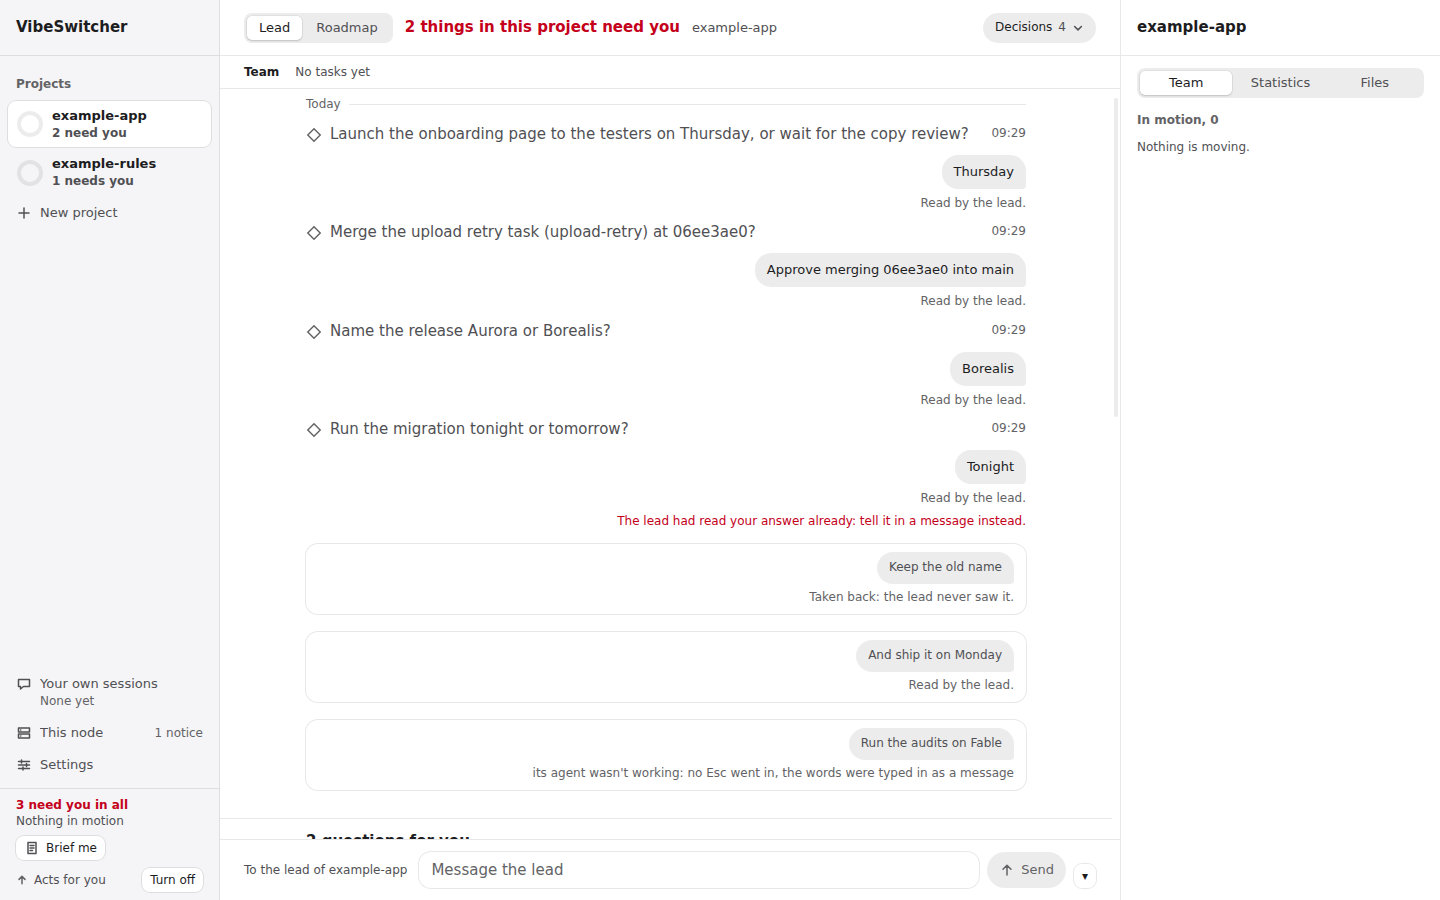 VibeSwitcher
Projects
example-app
2 need you
example-rules
1 needs you
New project
Your own sessions
None yet
This node
1 notice
Settings
3 need you in all
Nothing in motion
Brief me
Acts for you
Turn off
Lead
Roadmap
2 things in this project need you
example-app
Decisions 4
Team
No tasks yet
Today
Launch the onboarding page to the testers on Thursday, or wait for the copy review?
09:29
Thursday
Read by the lead.
Merge the upload retry task (upload-retry) at 06ee3ae0?
09:29
Approve merging 06ee3ae0 into main
Read by the lead.
Name the release Aurora or Borealis?
09:29
Borealis
Read by the lead.
Run the migration tonight or tomorrow?
09:29
Tonight
Read by the lead.
The lead had read your answer already: tell it in a message instead.
Keep the old name
Taken back: the lead never saw it.
And ship it on Monday
Read by the lead.
Run the audits on Fable
its agent wasn't working: no Esc went in, the words were typed in as a message
2 questions for you
To the lead of example-app
Message the lead
Send
example-app
Team
Statistics
Files
In motion, 0
Nothing is moving.